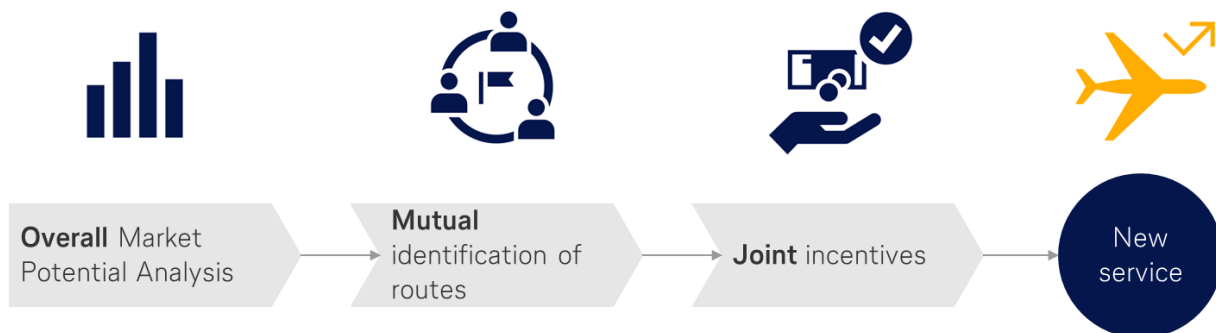 Overall Market
Potential Analysis
Mutual
identification of
routes
Joint incentives
New
service